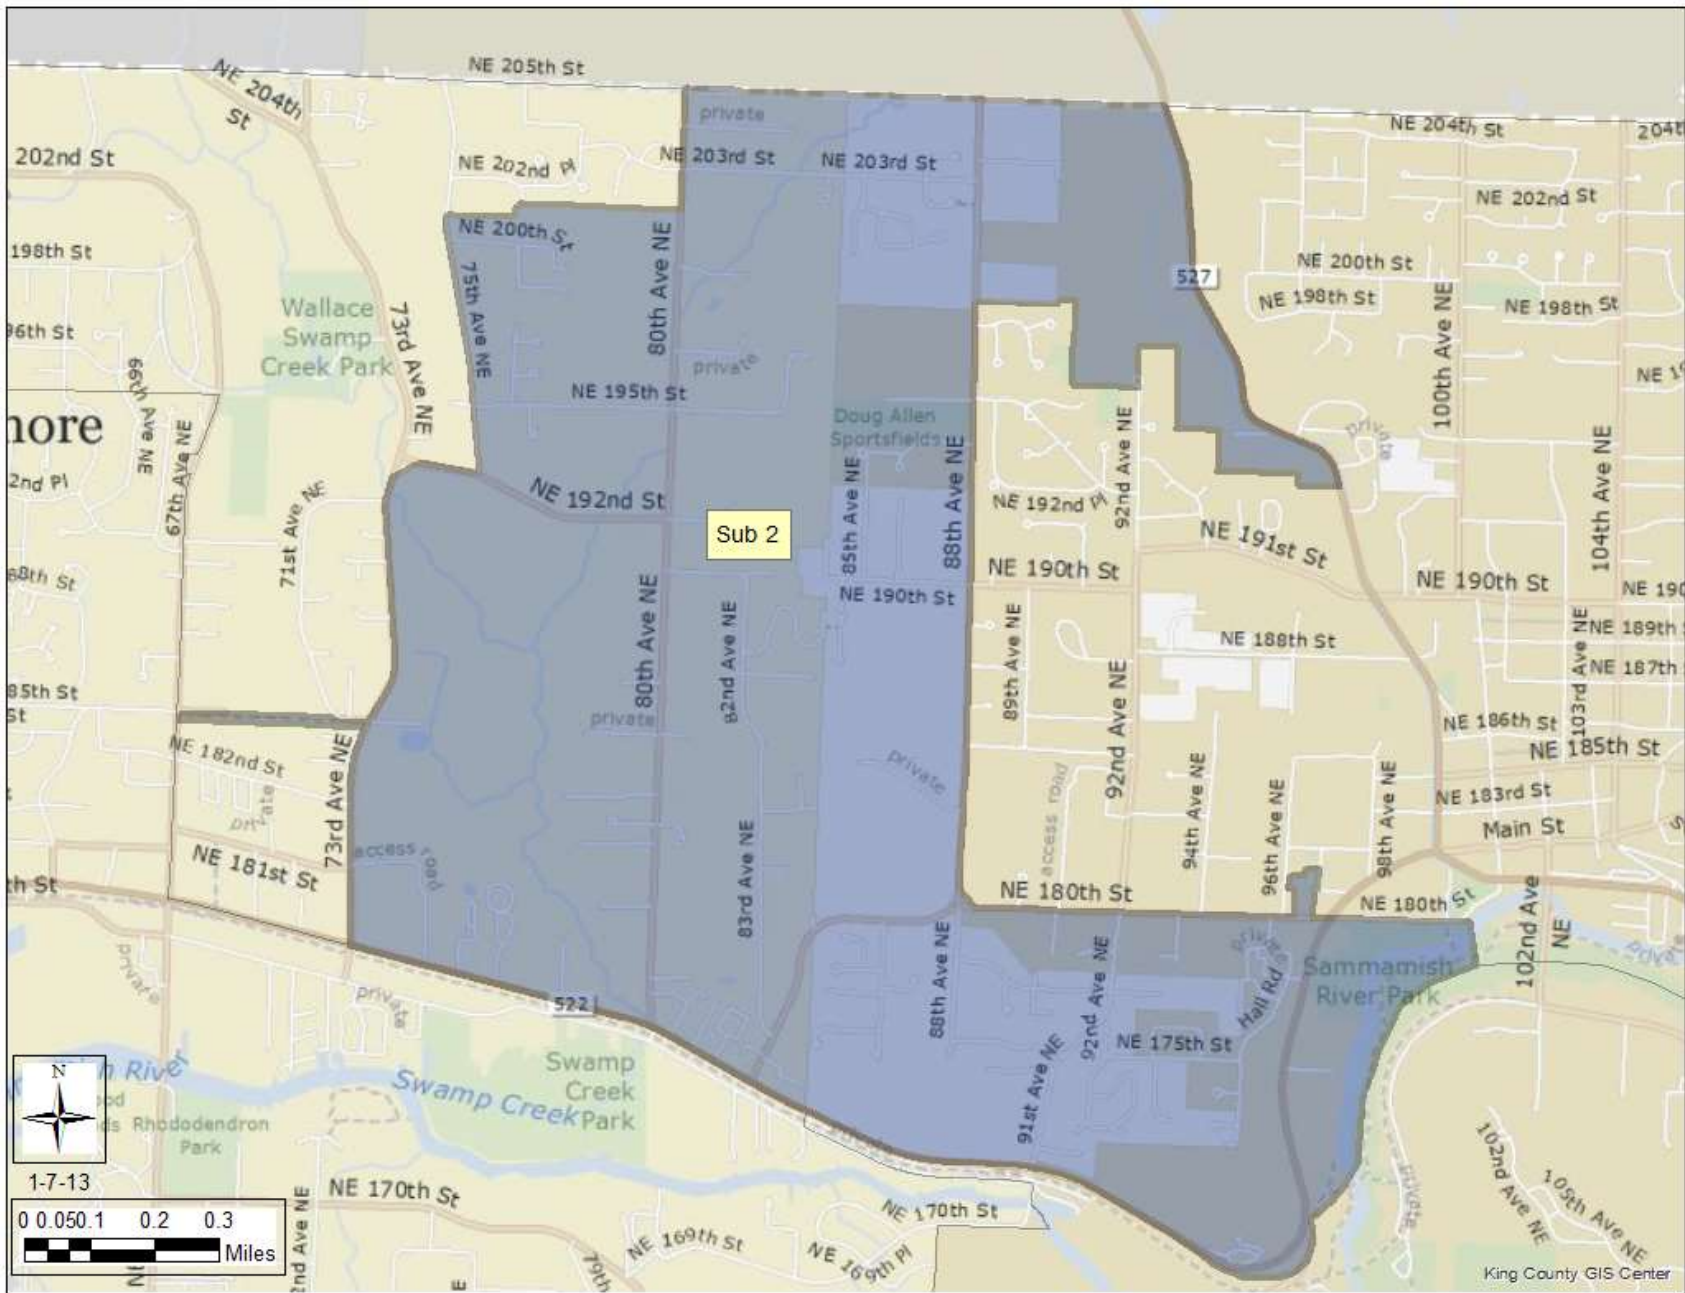 NE 205th St
NE 204th
St
NE 204th St
private
202nd St
NE 202nd Pl
NE 203rd St
NE 203rd St
NE 202nd St
NE 200th St
198th St
75th Ave NE
80th Ave NE
527
NE 200th St
NE 198th St
NE 198th St
100th Ave NE
Wallace
Swamp
Creek Park
73rd Ave NE
private
96th St
66th Ave NE
67th Ave NE
NE 195th St
Doug Allen
Sportsfields
private
104th Ave NE
more
2nd Pl
71st Ave NE
NE 192nd St
Sub 2
85th Ave NE
88th Ave NE
NE 192nd Pl
92nd Ave NE
NE 191st St
NE 190th St
NE 190th St
NE 190th St
80th Ave NE
82nd Ave NE
89th Ave NE
NE 188th St
103rd Ave NE
NE 189th
NE 187th
85th St
St
private
92nd Ave NE
NE 186th St
NE 185th St
NE 182nd St
private
73rd Ave NE
private
access road
94th Ave NE
96th Ave NE
98th Ave NE
NE 183rd St
Main St
NE 181st St
access road
83rd Ave NE
th St
NE 180th St
NE 180th St
102nd Ave
NE
private
private
522
88th Ave NE
92nd Ave NE
private
Hall Rd
Sammamish
River Park
private
NE 175th St
91st Ave NE
Swamp
Creek
Park
Swamp Creek
River
Rhododendron
Park
N
1-7-13
NE 170th St
NE 170th St
NE 169th St
NE 169th Pl
79th
private
102nd Ave NE
105th Ave NE
0 0.050.1 0.2 0.3
Miles
King County GIS Center